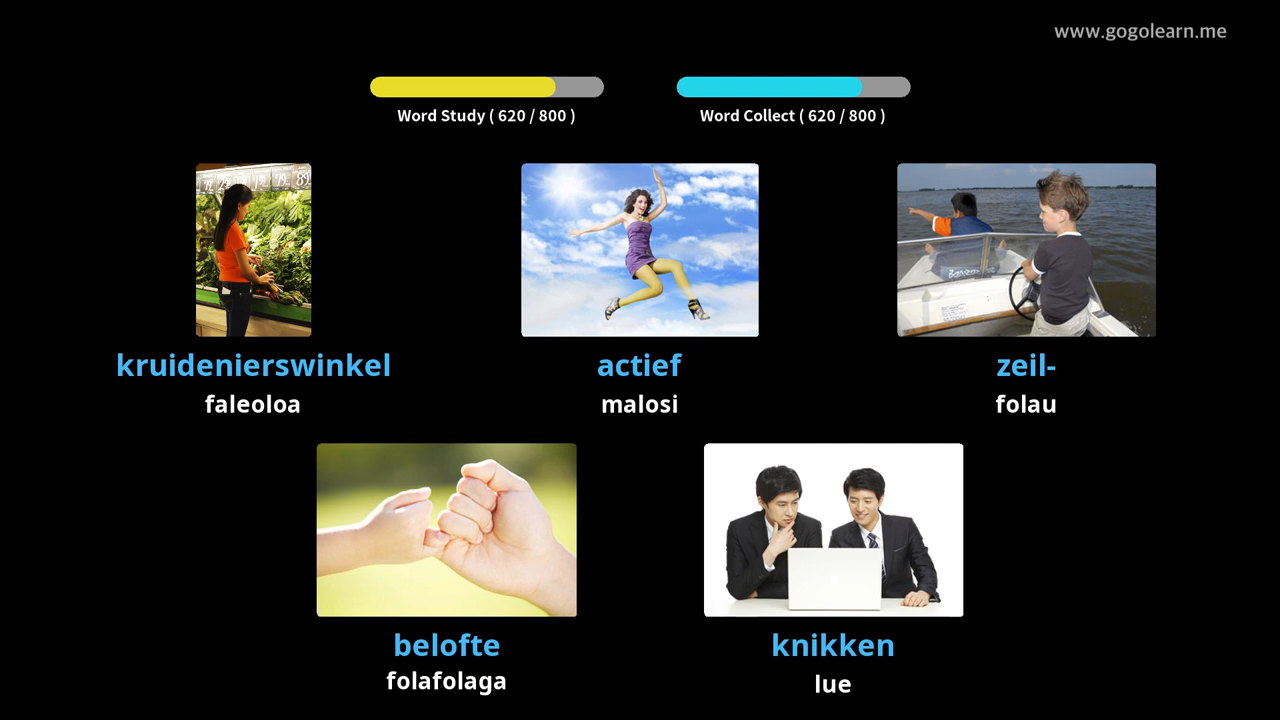 www.gogolearn.me
Word Study ( 620 / 800 )
Word Collect ( 620 / 800 )
kruidenierswinkel
faleoloa
actief
malosi
zeil-
folau
belofte
folafolaga
knikken
lue